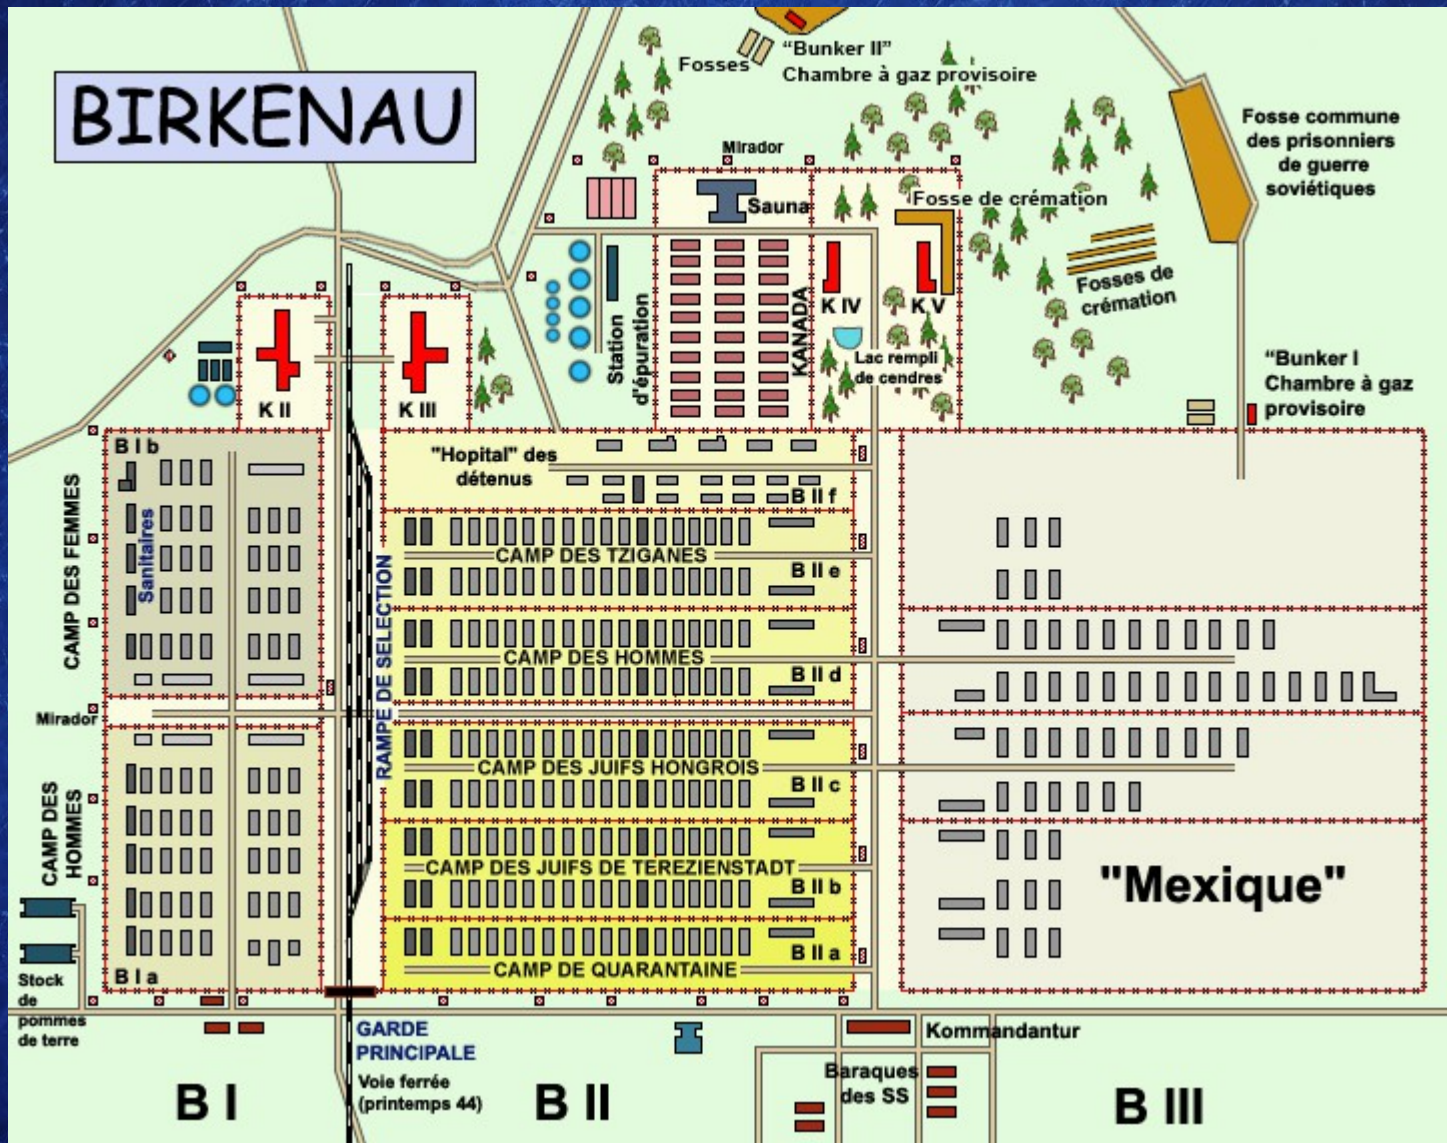 BIRKENAU
Fosses
"Bunker II"
Chambre à gaz provisoire
Mirador
Sauna
Fosse de crémation
Fosse commune
des prisonniers
de guerre
soviétiques
Fosses de
crémation
K IV
K V
KANADA
Station
d'épuration
Lac rempli
de cendres
"Bunker I
Chambre à gaz
provisoire
K II
K III
B I b
CAMP DES FEMMES
Sanitaires
"Hopital" des
détenus
B II f
CAMP DES TZIGANES
B II e
RAMPE DE SELECTION
CAMP DES HOMMES
B II d
Mirador
CAMP DES JUIFS HONGROIS
B II c
CAMP DES
HOMMES
CAMP DES JUIFS DE TEREZIENSTADT
B II b
"Mexique"
B II a
CAMP DE QUARANTAINE
B I a
Stock
de
pommes
de terre
GARDE
PRINCIPALE
Voie ferrée
(printemps 44)
Kommandantur
Baraques
des SS
B I
B II
B III